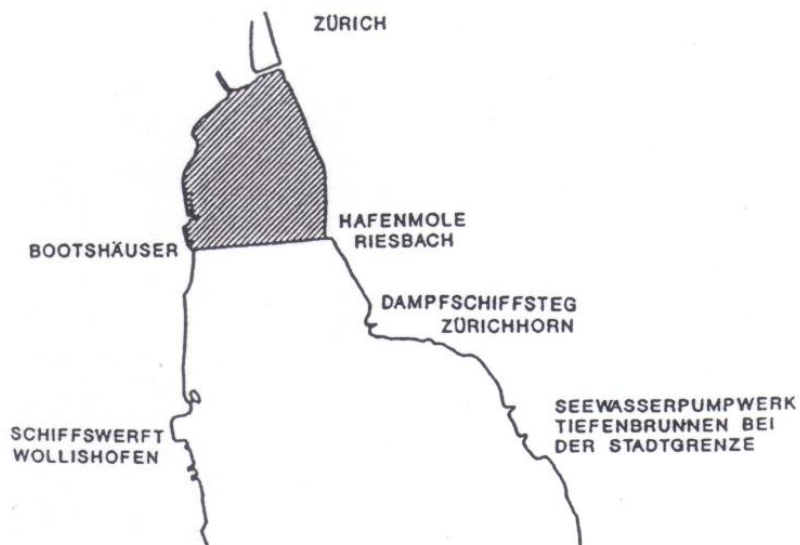 ZÜRICH
HAFENMOLE
RIESBACH
BOOTSHÄUSER
DAMPFSCHIFFSTEG
ZÜRICHHORN
SEEWASSERPUMPWERK
TIEFENBRUNNEN BEI
DER STADTGRENZE
SCHIFFSWERFT
WOLLISHOFEN